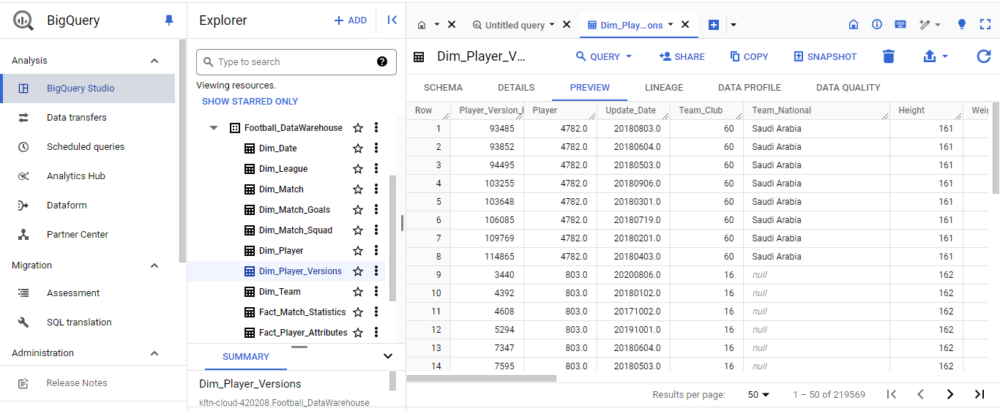 BigQuery
Analysis
BigQuery Studio
Data transfers
Scheduled queries
Analytics Hub
Dataform
Partner Center
Migration
Assessment
SQL translation
Administration
Release Notes
Explorer
ADD
Type to search
Viewing resources.
SHOW STARRED ONLY
Football_DataWarehouse
Dim_Date
Dim_League
Dim_Match
Dim_Match_Goals
Dim_Match_Squad
Dim_Player
Dim_Player_Versions
Dim_Team
Fact_Match_Statistics
Fact_Player_Attributes
SUMMARY
Dim_Player_Versions
kltn-cloud-420208.Football_DataWarehouse
Untitled query
Dim_Play…ons
Dim_Player_V...
QUERY SHARE COPY SNAPSHOT
SCHEMA DETAILS PREVIEW LINEAGE DATA PROFILE DATA QUALITY
Row Player_Version_I Player Update_Date Team_Club Team_National Height Weig
1 93485 4782.0 20180803.0 60 Saudi Arabia 161
2 93852 4782.0 20180604.0 60 Saudi Arabia 161
3 94495 4782.0 20180503.0 60 Saudi Arabia 161
4 103255 4782.0 20180906.0 60 Saudi Arabia 161
5 103648 4782.0 20180301.0 60 Saudi Arabia 161
6 106085 4782.0 20180719.0 60 Saudi Arabia 161
7 109769 4782.0 20180201.0 60 Saudi Arabia 161
8 114865 4782.0 20180403.0 60 Saudi Arabia 161
9 3440 803.0 20200806.0 16 null 162
10 4392 803.0 20180102.0 16 null 162
11 4608 803.0 20171002.0 16 null 162
12 5294 803.0 20191001.0 16 null 162
13 7347 803.0 20180604.0 16 null 162
14 7595 803.0 20180503.0 16 null 162
Results per page: 50 1 – 50 of 219569